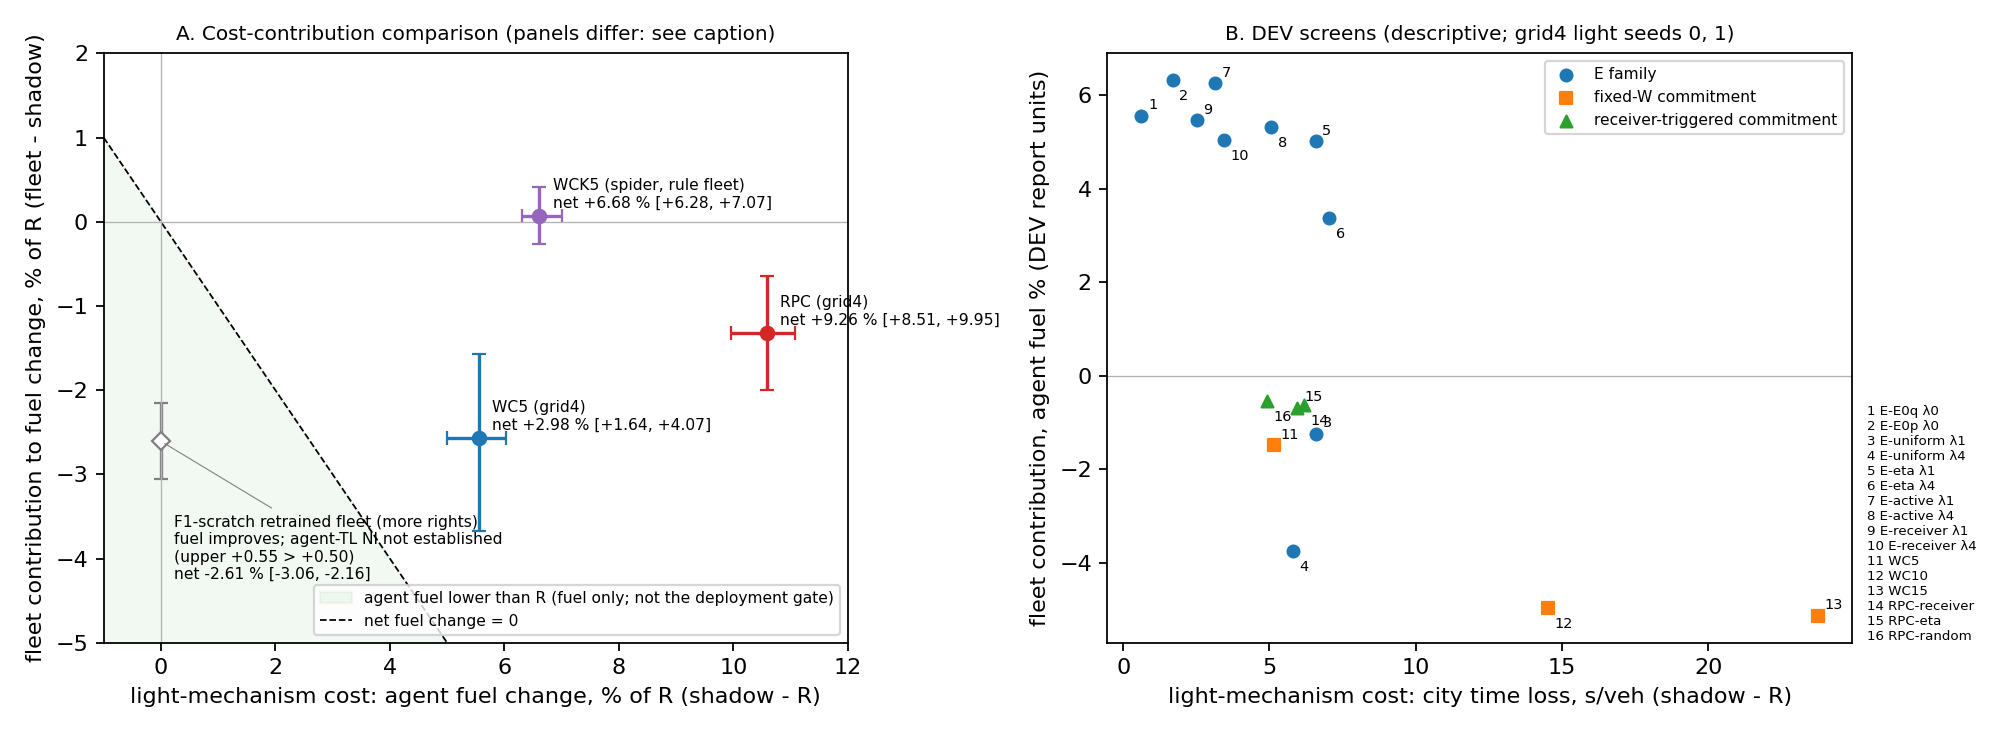 A. Cost-contribution comparison (panels differ: see caption)
fleet contribution to fuel change, % of R (fleet - shadow)
2
1
0
−1
−2
−3
−4
−5
WCK5 (spider, rule fleet)
net +6.68 % [+6.28, +7.07]
RPC (grid4)
net +9.26 % [+8.51, +9.95]
WC5 (grid4)
net +2.98 % [+1.64, +4.07]
F1-scratch retrained fleet (more rights)
fuel improves; agent-TL NI not established
(upper +0.55 > +0.50)
net -2.61 % [-3.06, -2.16]
agent fuel lower than R (fuel only; not the deployment gate)
net fuel change = 0
0
2
4
6
8
10
12
light-mechanism cost: agent fuel change, % of R (shadow - R)
B. DEV screens (descriptive; grid4 light seeds 0, 1)
fleet contribution, agent fuel % (DEV report units)
6
4
2
0
−2
−4
E family
fixed-W commitment
receiver-triggered commitment
1
2
7
9
10
8
5
6
15
16
14
3
11
4
12
13
0
5
10
15
20
light-mechanism cost: city time loss, s/veh (shadow - R)
1 E-E0q λ0
2 E-E0p λ0
3 E-uniform λ1
4 E-uniform λ4
5 E-eta λ1
6 E-eta λ4
7 E-active λ1
8 E-active λ4
9 E-receiver λ1
10 E-receiver λ4
11 WC5
12 WC10
13 WC15
14 RPC-receiver
15 RPC-eta
16 RPC-random